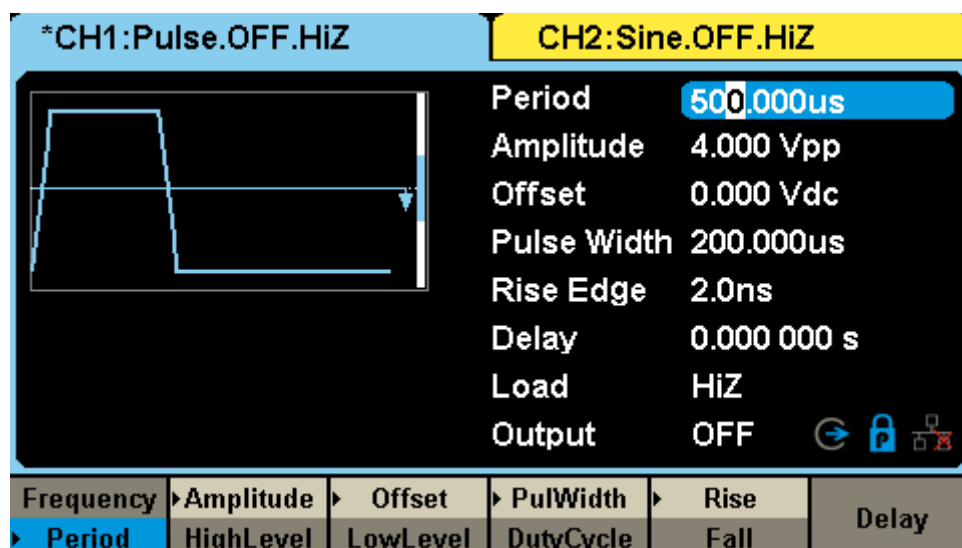 *CH1:Pulse.OFF.HiZ CH2:Sine.OFF.HiZ
Period 500.000us
Amplitude 4.000 Vpp
Offset 0.000 Vdc
Pulse Width 200.000us
Rise Edge 2.0ns
Delay 0.000 000 s
Load HiZ
Output OFF
Frequency Amplitude Offset PulWidth Rise Delay
Period HighLevel LowLevel DutyCycle Fall